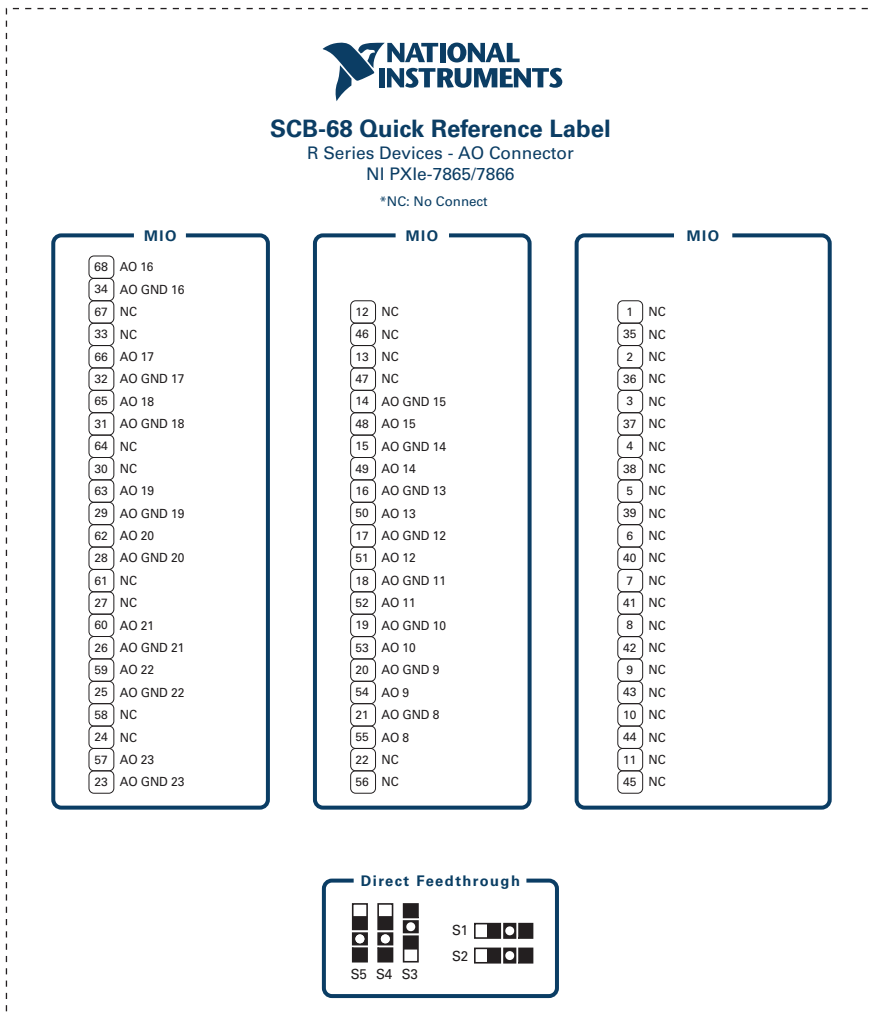 NATIONAL
INSTRUMENTS
SCB-68 Quick Reference Label
R Series Devices - AO Connector
NI PXIe-7865/7866
*NC: No Connect
MIO
68 AO 16
34 AO GND 16
67 NC
33 NC
66 AO 17
32 AO GND 17
65 AO 18
31 AO GND 18
64 NC
30 NC
63 AO 19
29 AO GND 19
62 AO 20
28 AO GND 20
61 NC
27 NC
60 AO 21
26 AO GND 21
59 AO 22
25 AO GND 22
58 NC
24 NC
57 AO 23
23 AO GND 23
MIO
12 NC
46 NC
13 NC
47 NC
14 AO GND 15
48 AO 15
15 AO GND 14
49 AO 14
16 AO GND 13
50 AO 13
17 AO GND 12
51 AO 12
18 AO GND 11
52 AO 11
19 AO GND 10
53 AO 10
20 AO GND 9
54 AO 9
21 AO GND 8
55 AO 8
22 NC
56 NC
MIO
1 NC
35 NC
2 NC
36 NC
3 NC
37 NC
4 NC
38 NC
5 NC
39 NC
6 NC
40 NC
7 NC
41 NC
8 NC
42 NC
9 NC
43 NC
10 NC
44 NC
11 NC
45 NC
Direct Feedthrough
S5 S4 S3
S1
S2